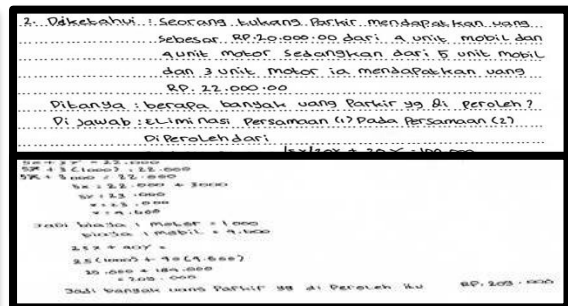 2. Diketahui : Seorang tukang Parkir mendapatkan uang
sebesar RP.20.000.00 dari 4 unit mobil dan
4 unit motor sedangkan dari 5 unit mobil
dan 3 unit motor ia mendapatkan uang
RP. 22.000.00
Ditanya : berapa banyak uang Parkir yg di peroleh?
Di jawab : ELiminasi Persamaan (1) Pada Persamaan (2)
DiPerolehdari
5x + 3y = 22.000
5x + 3(1000) = 22.000
5x + 3000 = 22.000
5x = 22.000 + 3000
5x = 23.000
x = 23.000
x = 4.600
Jadi biaya 1 motor = 1000
biaya 1 mobil = 4.600
25x + 40y =
25(1000) + 40(4.600)
25.000 + 184.000
= 209.000
Jadi banyak uang Parkir yg di Peroleh itu RP. 209.000